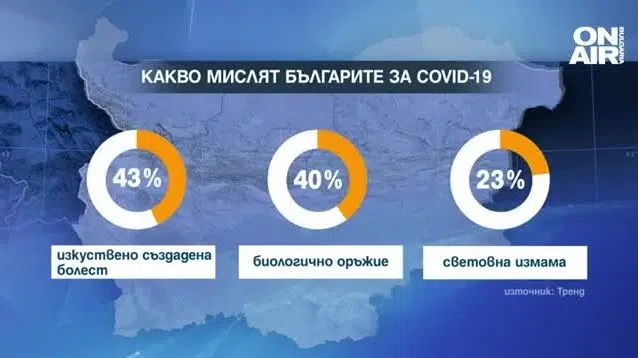 ON
AIR
BULGARIA
КАКВО МИСЛЯТ БЪЛГАРИТЕ ЗА COVID-19
43%
40%
23%
изкуствено създадена
болест
биологично оръжие
световна измама
източник: Тренд